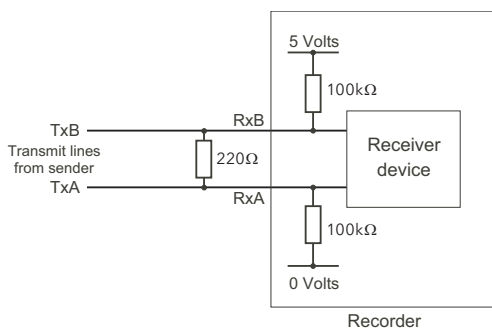 5 Volts
100kΩ
TxB
RxB
Transmit lines
from sender
220Ω
Receiver
device
TxA
RxA
100kΩ
0 Volts
Recorder